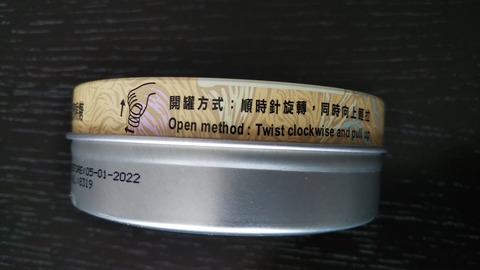 開罐方式：順時針旋轉，同時向上輕拉
Open method : Twist clockwise and pull up
05-01-2022